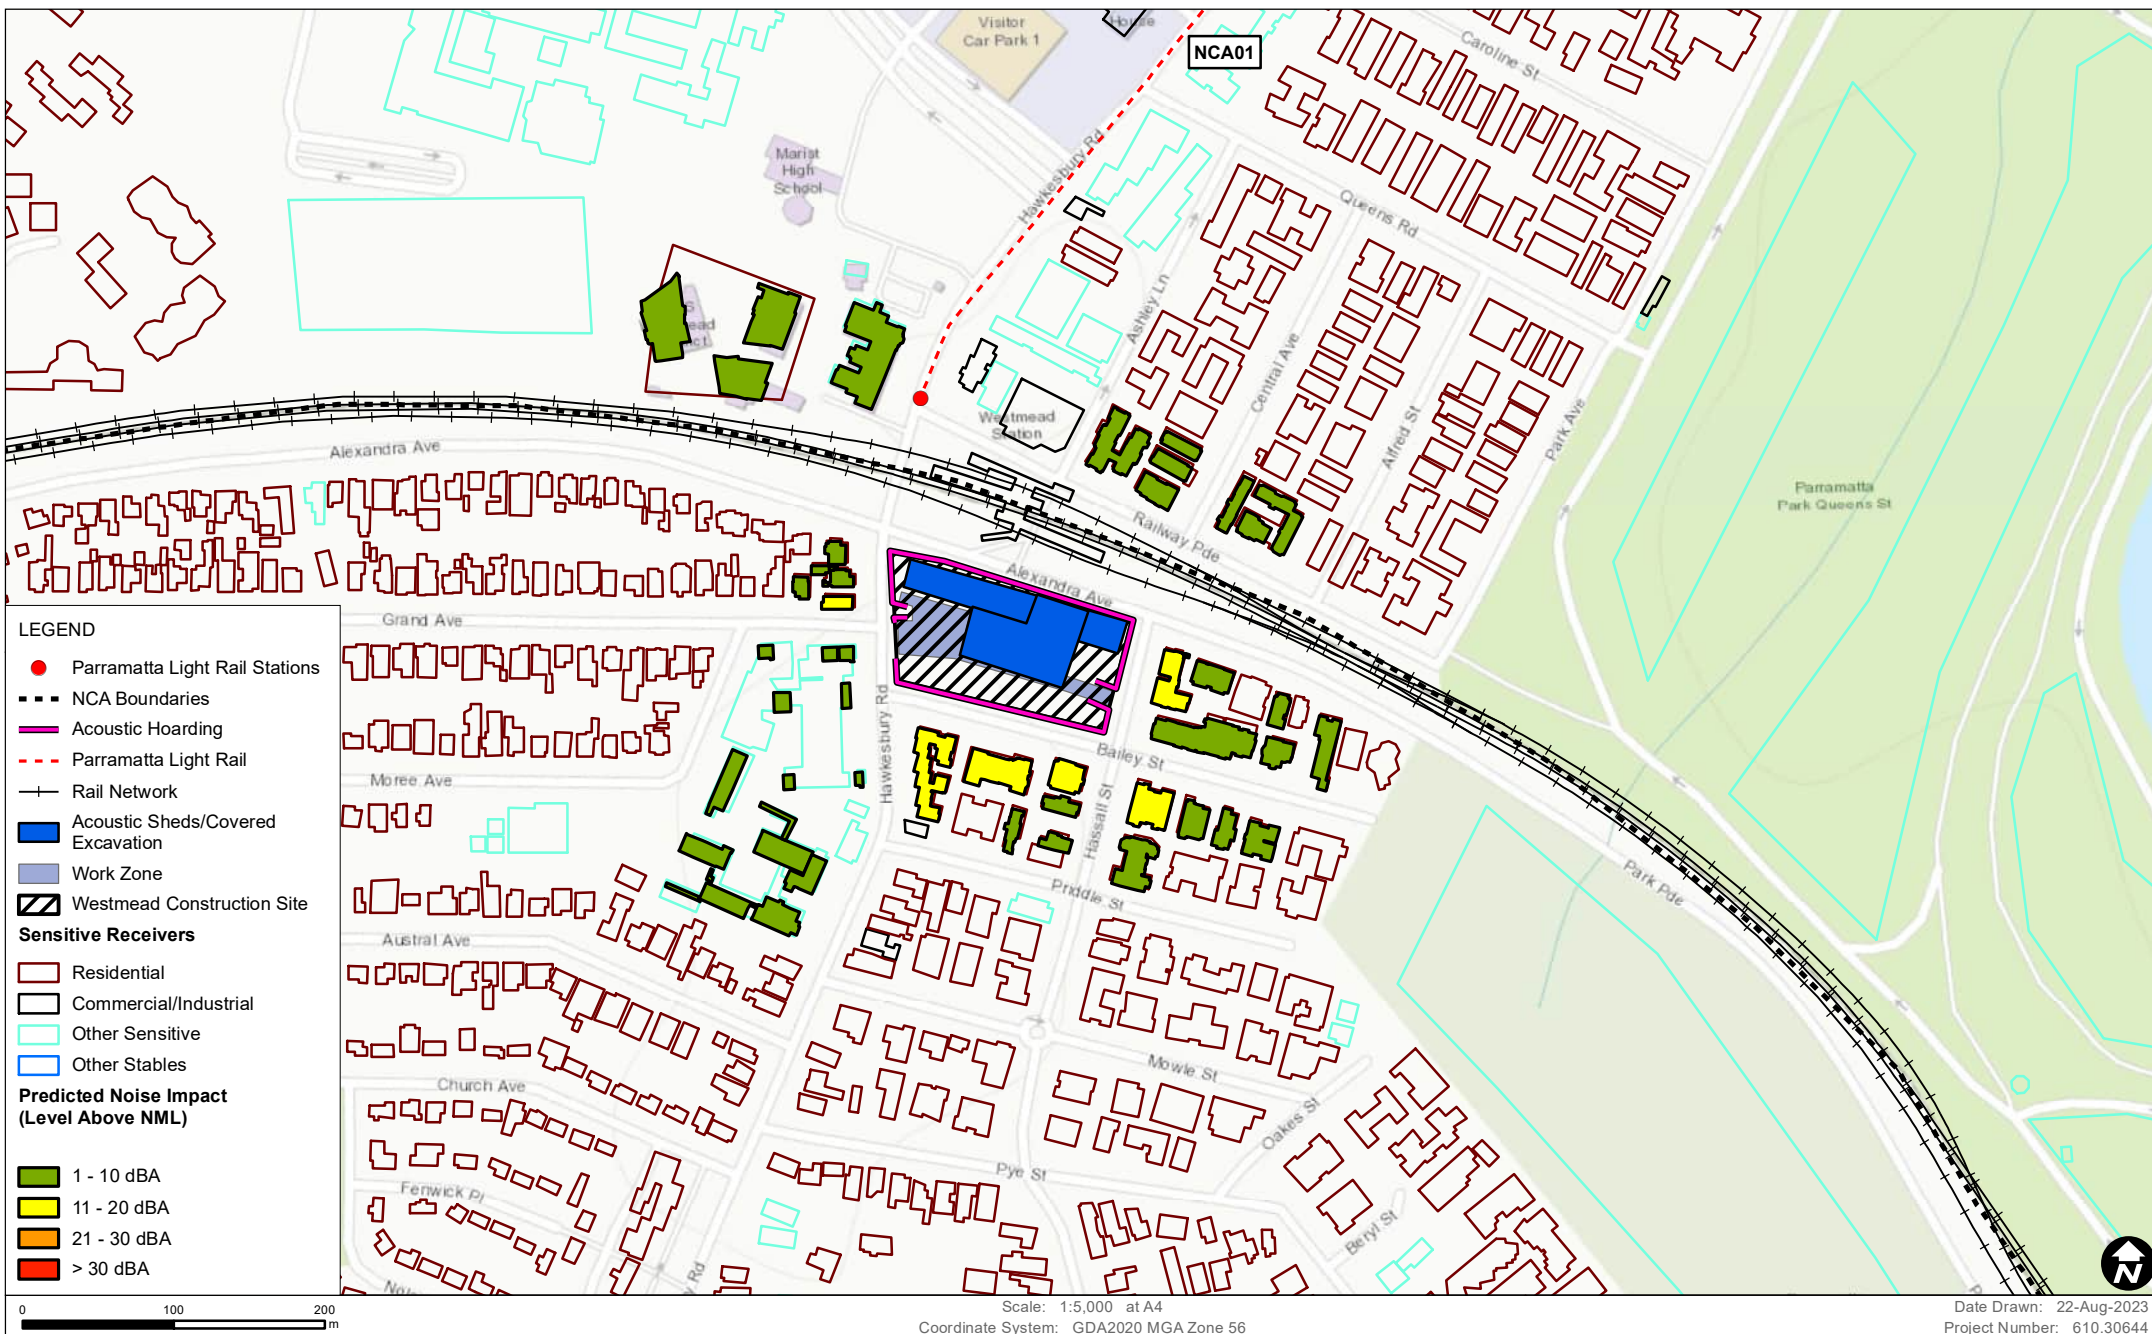 Visitor
Car Park 1
House
NCA01
Caroline St
Marist
High
School
Hawkesbury Rd
Queens Rd
Ashley Ln
Central Ave
Alfred St
Park Ave
Westmead
Station
Alexandra Ave
Railway Pde
Parramatta
Park Queens St
Alexandra Ave
Grand Ave
Hawkesbury Rd
Bailey St
Moree Ave
Hassall St
Priddle St
Park Pde
Austral Ave
Mowle St
Church Ave
Oakes St
Pye St
Fenwick Pl
Beryl St
LEGEND
Parramatta Light Rail Stations
NCA Boundaries
Acoustic Hoarding
Parramatta Light Rail
Rail Network
Acoustic Sheds/Covered
Excavation
Work Zone
Westmead Construction Site
Sensitive Receivers
Residential
Commercial/Industrial
Other Sensitive
Other Stables
Predicted Noise Impact
(Level Above NML)
1 - 10 dBA
11 - 20 dBA
21 - 30 dBA
> 30 dBA
N
0 100 200
m
Scale: 1:5,000 at A4
Coordinate System: GDA2020 MGA Zone 56
Date Drawn: 22-Aug-2023
Project Number: 610.30644